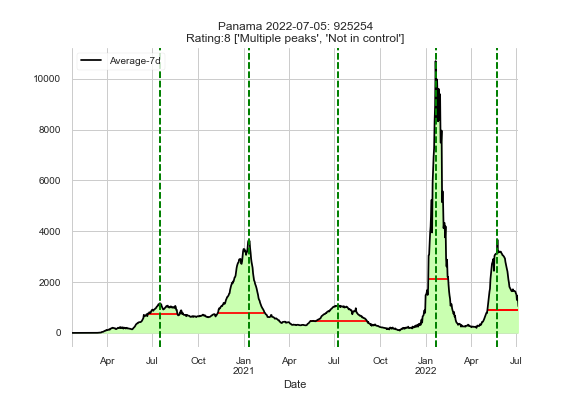 Panama 2022-07-05: 925254
Rating:8 ['Multiple peaks', 'Not in control']
Average-7d
10000
8000
6000
4000
2000
0
Apr Jul Oct Jan Apr Jul Oct Jan Apr Jul
2021 2022
Date